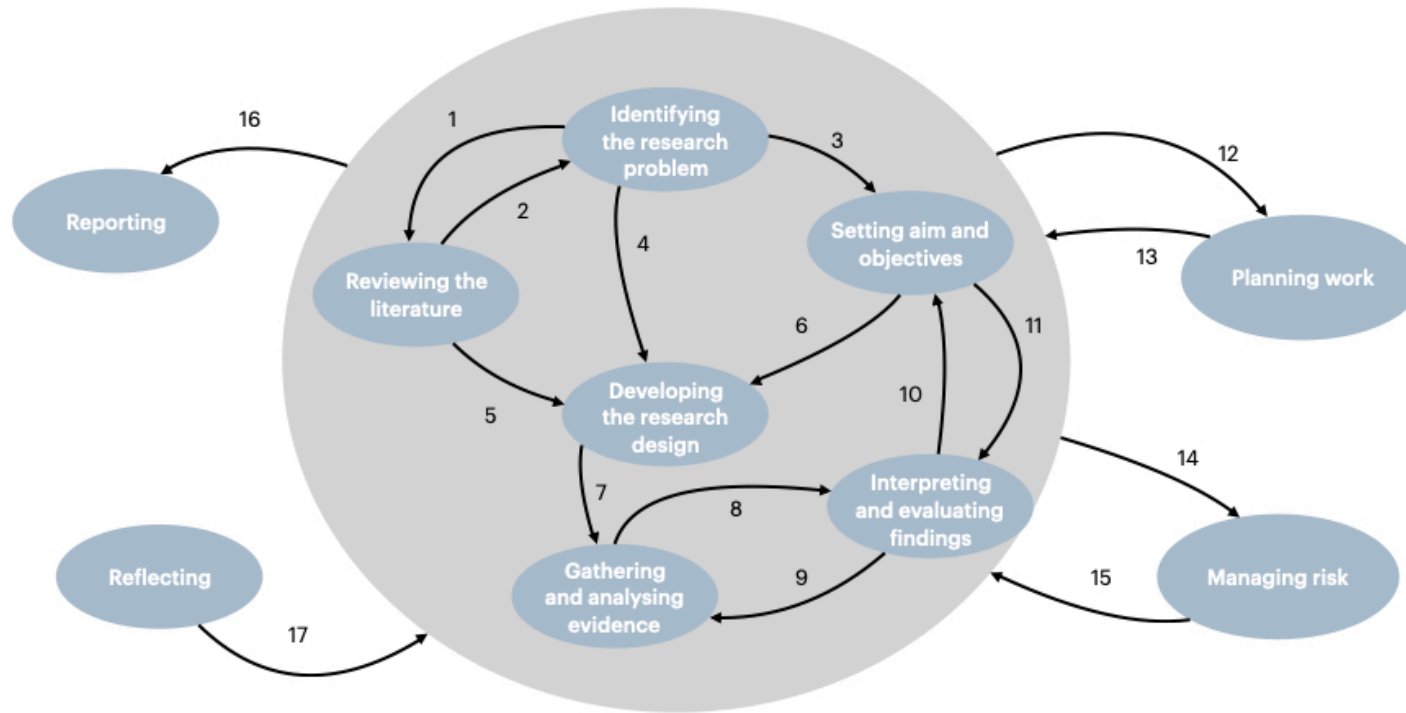 Identifying
the research
problem
1
3
16
12
2
Reporting
4
Setting aim and
objectives
13
Planning work
Reviewing the
literature
6
11
10
5
Developing
the research
design
14
7
8
Interpreting
and evaluating
findings
Reflecting
Gathering
and analysing
evidence
9
15
Managing risk
17